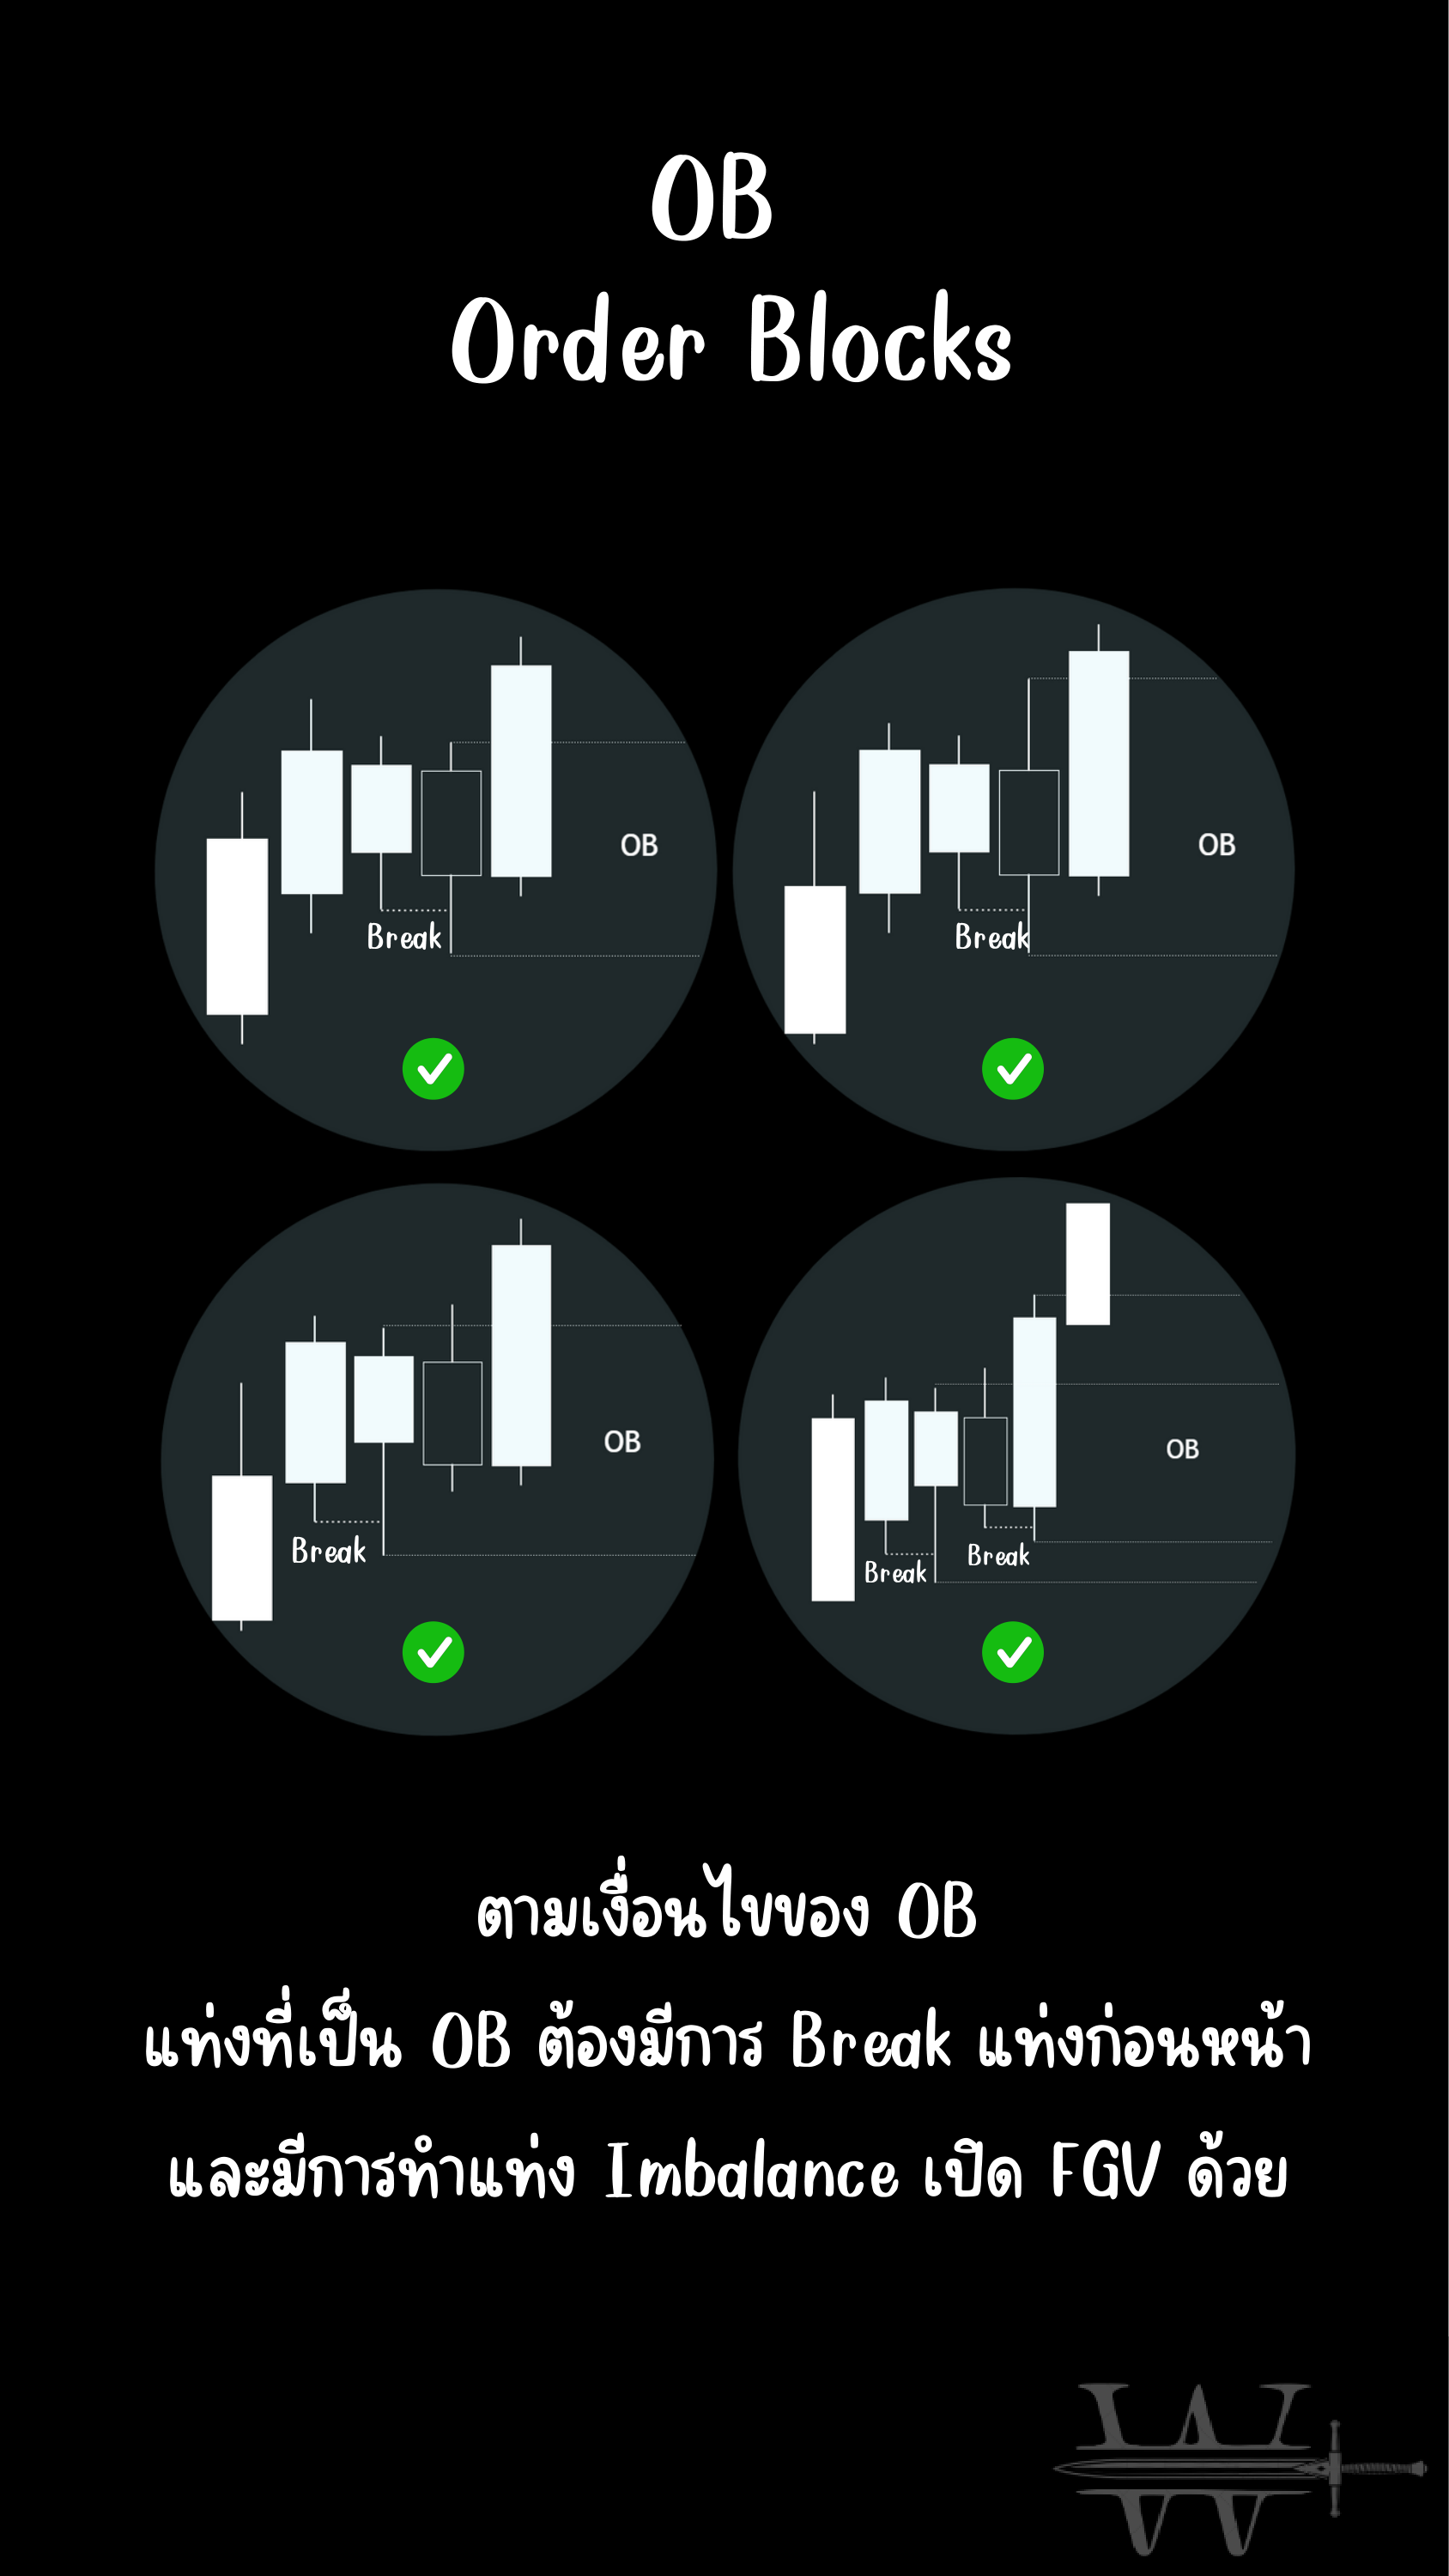 OB
Order Blocks
OB
Break
OB
Break
OB
Break
OB
Break
Break
ตามเงื่อนไขของ OB
แท่งที่เป็น OB ต้องมีการ Break แท่งก่อนหน้า
และมีการทำแท่ง Imbalance เปิด FGV ด้วย
W